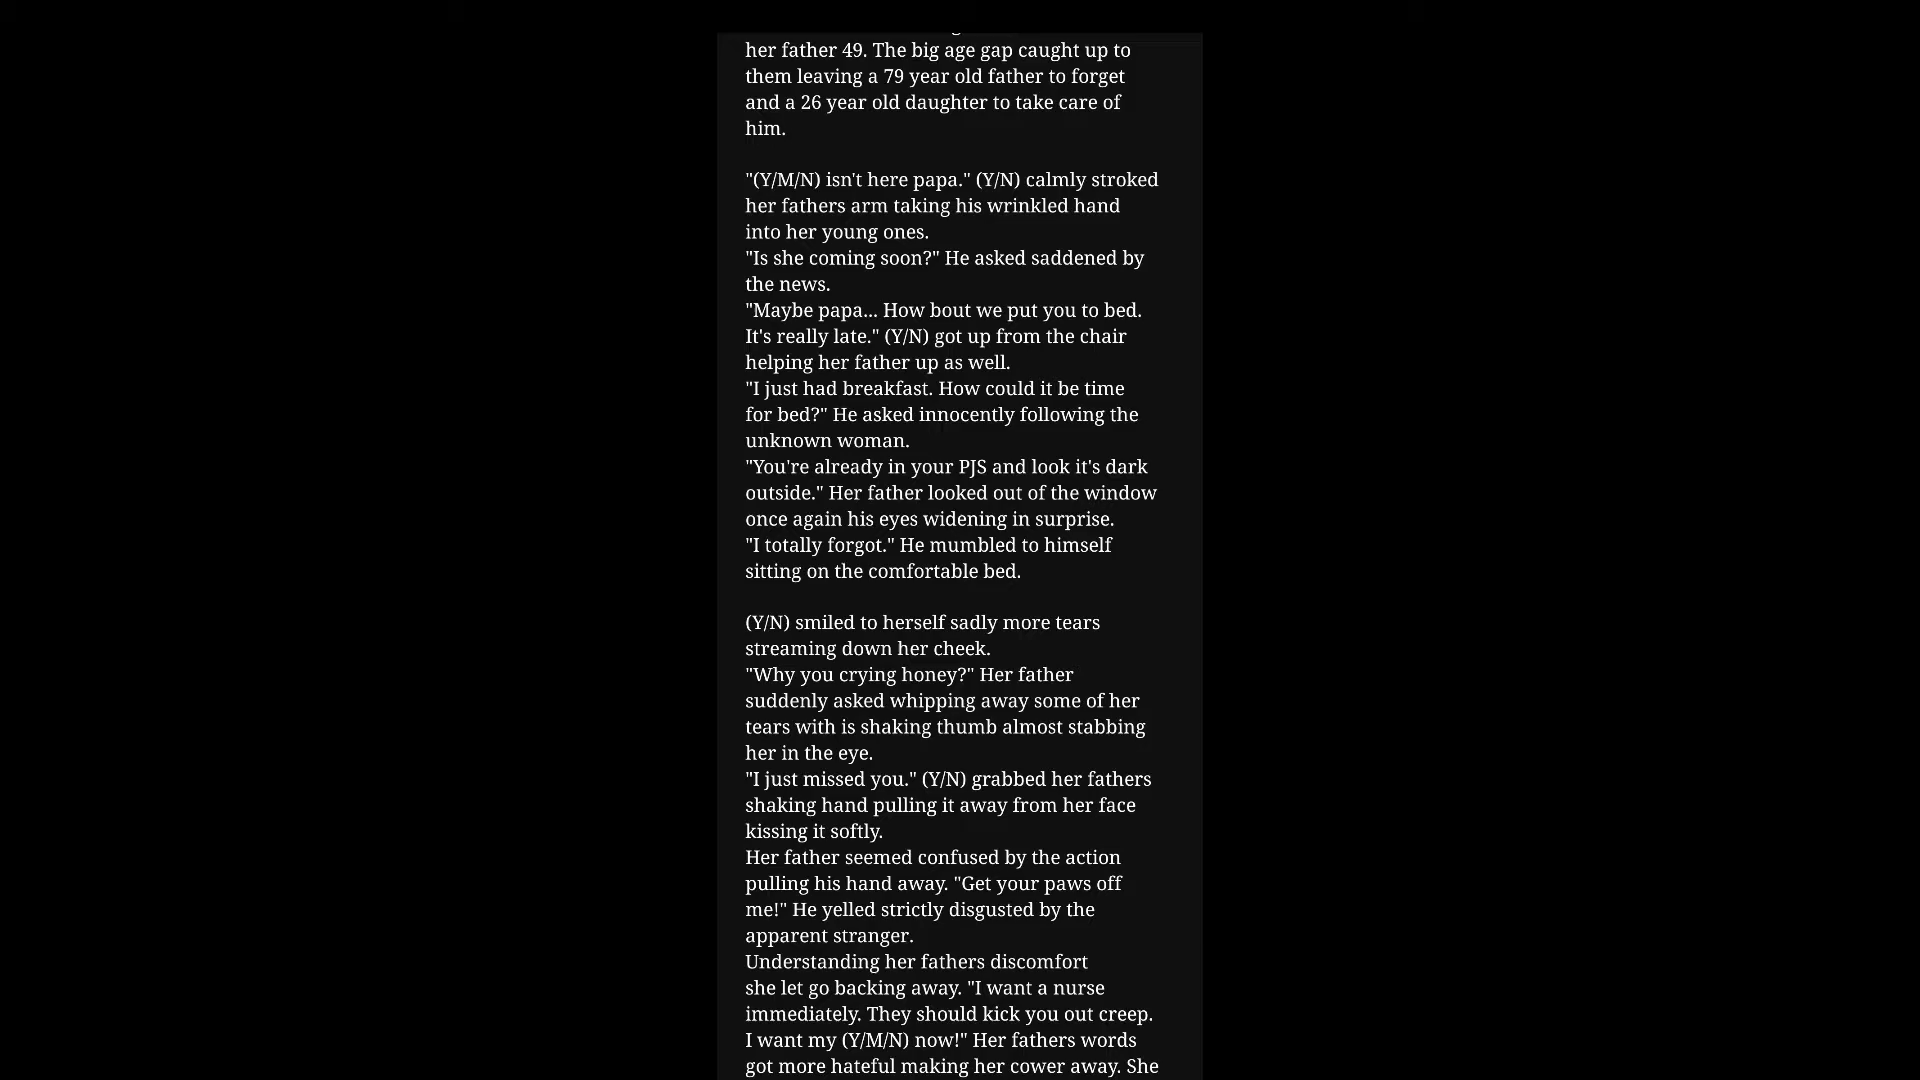 her father 49. The big age gap caught up to
them leaving a 79 year old father to forget
and a 26 year old daughter to take care of
him.
"(Y/M/N) isn't here papa." (Y/N) calmly stroked
her fathers arm taking his wrinkled hand
into her young ones.
"Is she coming soon?" He asked saddened by
the news.
"Maybe papa... How bout we put you to bed.
It's really late." (Y/N) got up from the chair
helping her father up as well.
"I just had breakfast. How could it be time
for bed?" He asked innocently following the
unknown woman.
"You're already in your PJS and look it's dark
outside." Her father looked out of the window
once again his eyes widening in surprise.
"I totally forgot." He mumbled to himself
sitting on the comfortable bed.
(Y/N) smiled to herself sadly more tears
streaming down her cheek.
"Why you crying honey?" Her father
suddenly asked whipping away some of her
tears with is shaking thumb almost stabbing
her in the eye.
"I just missed you." (Y/N) grabbed her fathers
shaking hand pulling it away from her face
kissing it softly.
Her father seemed confused by the action
pulling his hand away. "Get your paws off
me!" He yelled strictly disgusted by the
apparent stranger.
Understanding her fathers discomfort
she let go backing away. "I want a nurse
immediately. They should kick you out creep.
I want my (Y/M/N) now!" Her fathers words
got more hateful making her cower away. She